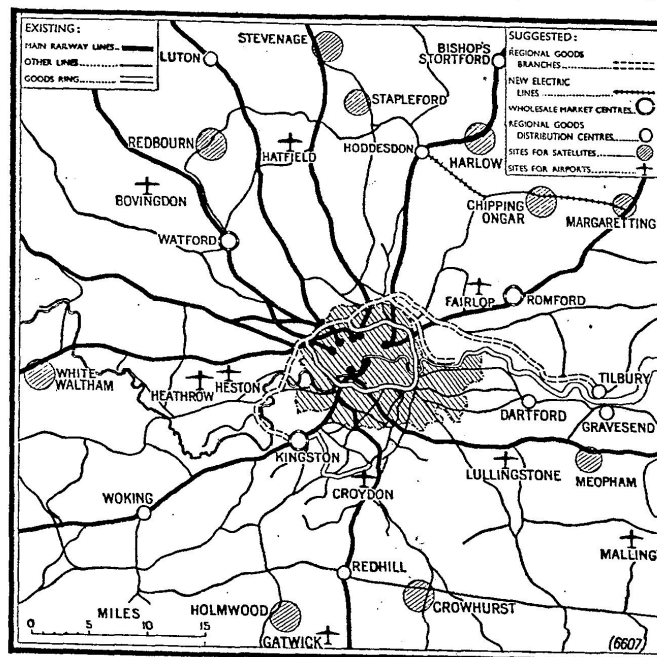 EXISTING:
MAIN RAILWAY LINES
OTHER LINES
GOODS RING
SUGGESTED:
REGIONAL GOODS
BRANCHES
NEW ELECTRIC
LINES
WHOLESALE MARKET CENTRES
REGIONAL GOODS
DISTRIBUTION CENTRES
SITES FOR SATELLITES
SITES FOR AIRPORTS
STEVENAGE
BISHOP'S
STORTFORD
LUTON
STAPLEFORD
REDBOURN
HATFIELD
HODDESDON
HARLOW
BOVINGDON
CHIPPING
ONGAR
MARGARETTING
WATFORD
FAIRLOP
ROMFORD
WHITE
WALTHAM
HEATHROW
HESTON
TILBURY
DARTFORD
GRAVESEND
KINGSTON
LULLINGSTONE
MEOPHAM
CROYDON
WOKING
MALLING
REDHILL
MILES
HOLMWOOD
CROWHURST
0 5 10 15
GATWICK
(6607)